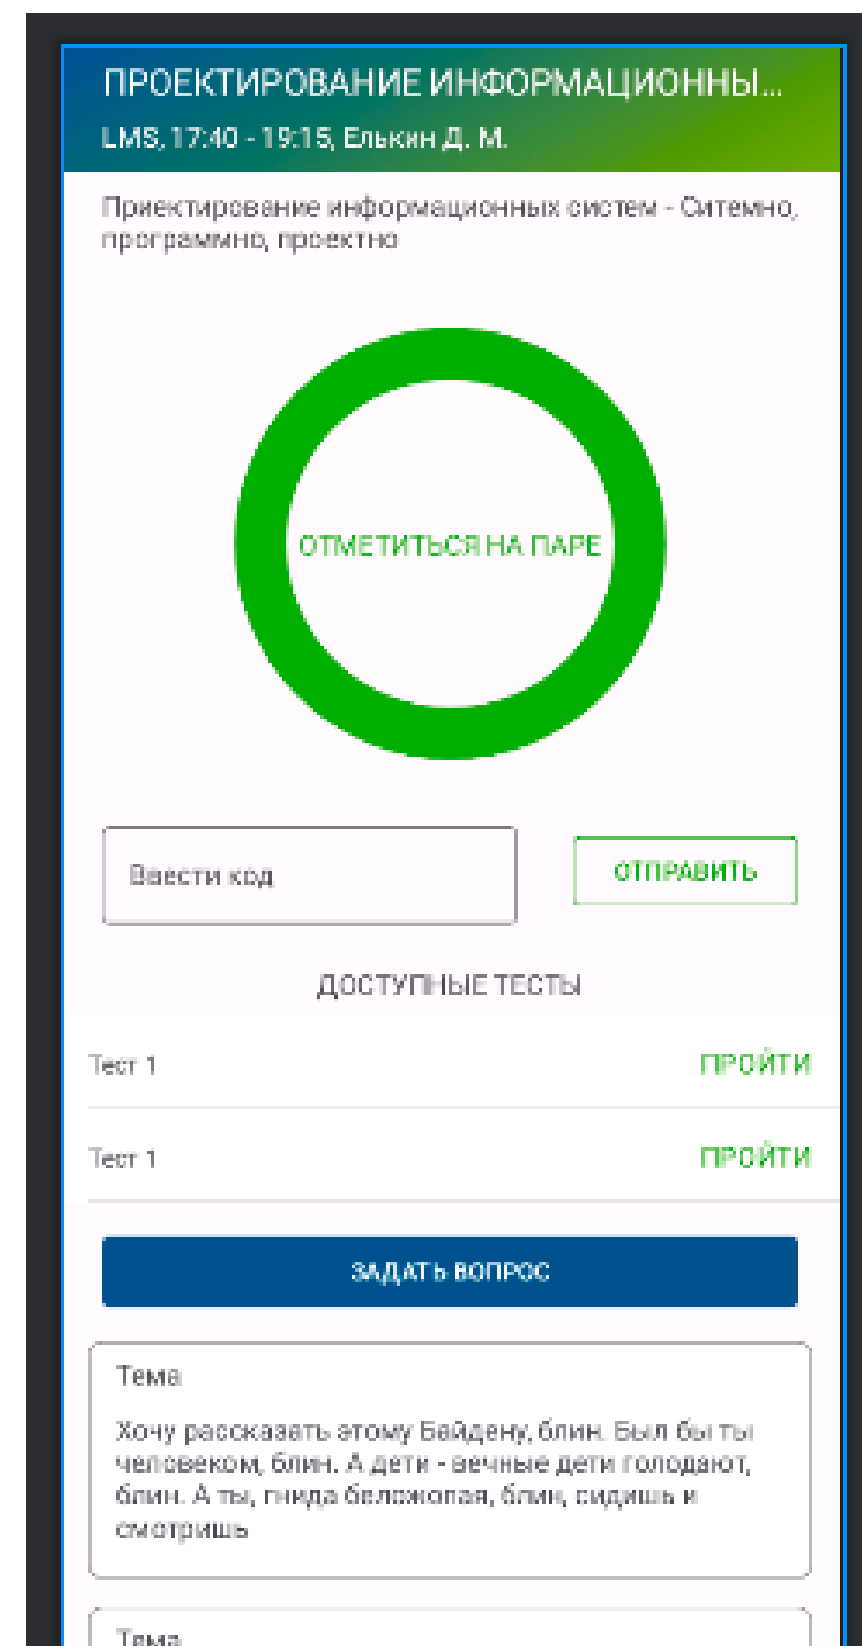 ПРОЕКТИРОВАНИЕ ИНФОРМАЦИОННЫ...
LMS, 17:40 - 19:15, Елькин Д. М.
Приектирование информационных систем - Ситемно,
программно, проектно
ОТМЕТИТЬСЯ НА ПАРЕ
Ввести код
ОТПРАВИТЬ
ДОСТУПНЫЕ ТЕСТЫ
Тест 1
ПРОЙТИ
Тест 1
ПРОЙТИ
ЗАДАТЬ ВОПРОС
Тема
Хочу рассказать этому Байдену, блин. Был бы ты
человеком, блин. А дети - вечные дети голодают,
блин. А ты, гнида беложопая, блин, сидишь и
смотришь
Тема